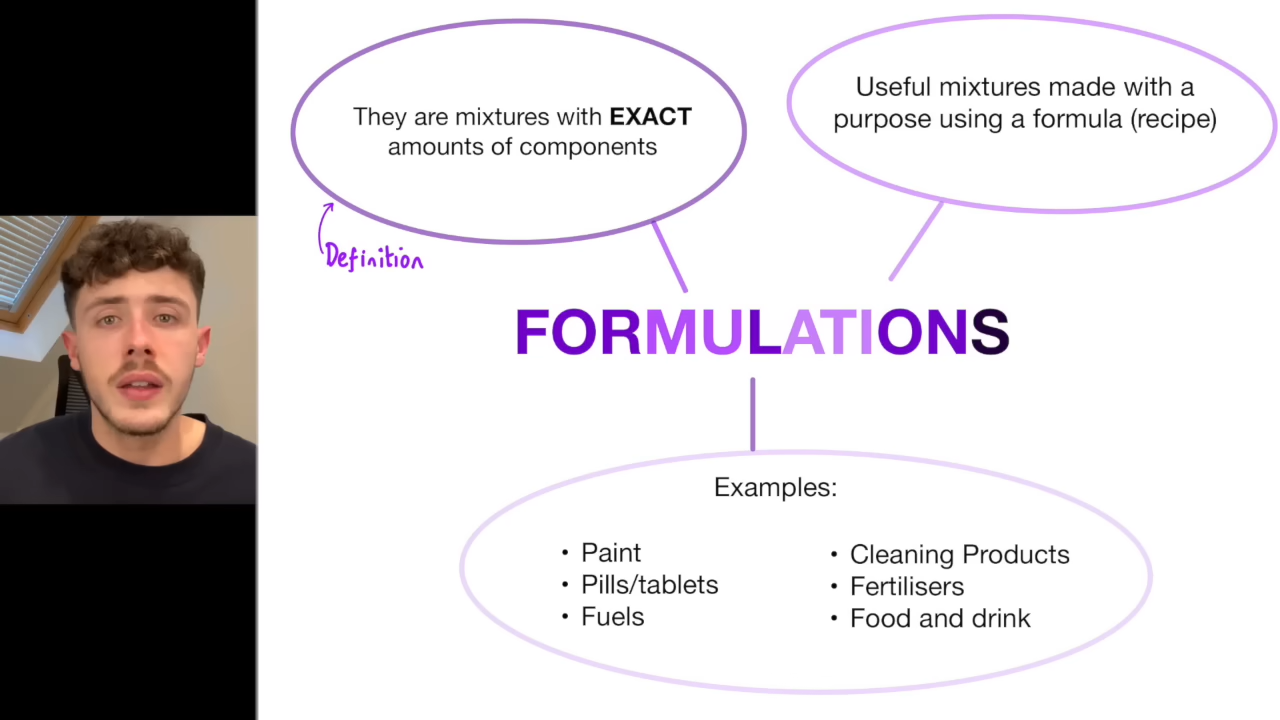 They are mixtures with EXACT
amounts of components
Useful mixtures made with a
purpose using a formula (recipe)
Definition
FORMULATIONS
Examples:
• Paint
• Pills/tablets
• Fuels
• Cleaning Products
• Fertilisers
• Food and drink